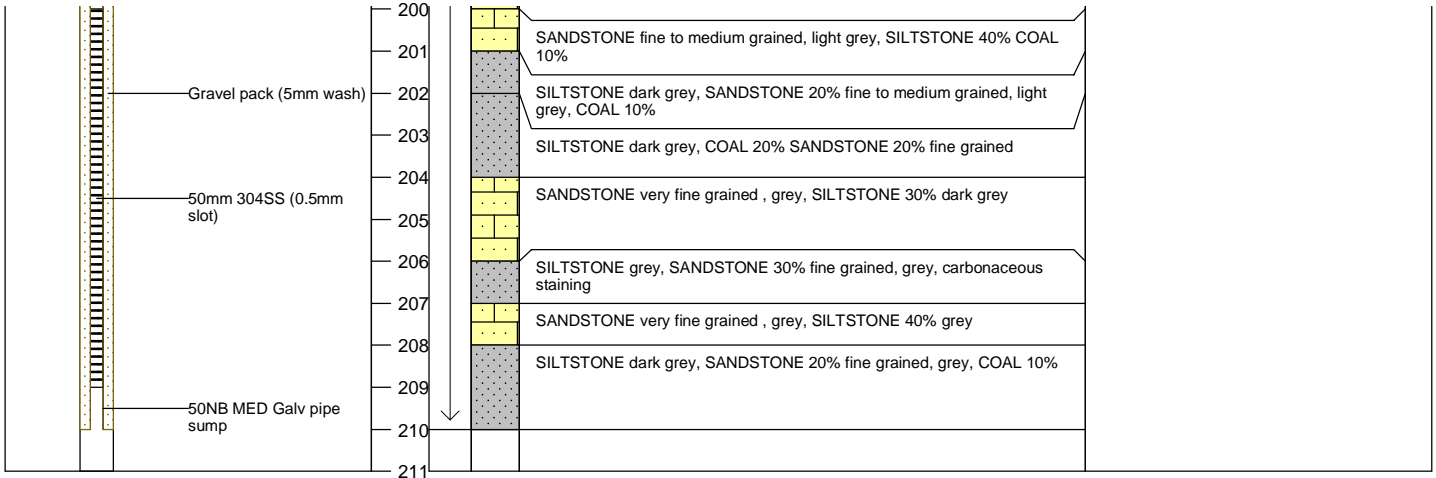 200
SANDSTONE fine to medium grained, light grey, SILTSTONE 40% COAL
10%
201
Gravel pack (5mm wash)
202
SILTSTONE dark grey, SANDSTONE 20% fine to medium grained, light
grey, COAL 10%
203
SILTSTONE dark grey, COAL 20% SANDSTONE 20% fine grained
204
50mm 304SS (0.5mm
slot)
SANDSTONE very fine grained , grey, SILTSTONE 30% dark grey
205
206
SILTSTONE grey, SANDSTONE 30% fine grained, grey, carbonaceous
staining
207
SANDSTONE very fine grained , grey, SILTSTONE 40% grey
208
SILTSTONE dark grey, SANDSTONE 20% fine grained, grey, COAL 10%
209
50NB MED Galv pipe
sump
210
211